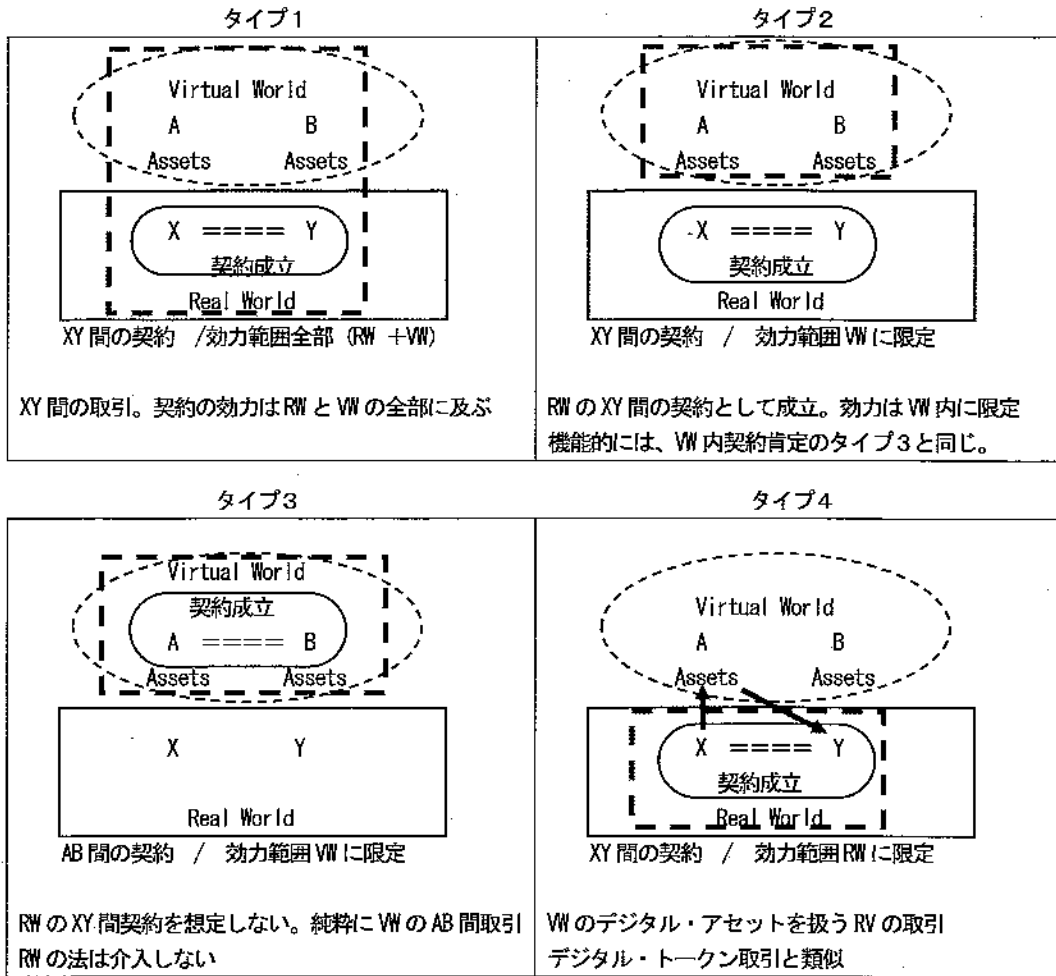 タイプ1
Virtual World
A B
Assets Assets
X ==== Y
契約成立
Real World
XY間の契約 /効力範囲全部 (RW +VW)
XY間の取引。契約の効力はRWとVWの全部に及ぶ
タイプ2
Virtual World
A B
Assets Assets
X ==== Y
契約成立
Real World
XY間の契約 / 効力範囲VWに限定
RWのXY間の契約として成立。効力はVW内に限定
機能的には、VW内契約肯定のタイプ3と同じ。
タイプ3
Virtual World
契約成立
A ==== B
Assets Assets
X Y
Real World
AB間の契約 / 効力範囲VWに限定
RWのXY間契約を想定しない。純粋にVWのAB間取引
RWの法は介入しない
タイプ4
Virtual World
A B
Assets Assets
X ==== Y
契約成立
Real World
XY間の契約 / 効力範囲RWに限定
VWのデジタル・アセットを扱うRVの取引
デジタル・トークン取引と類似